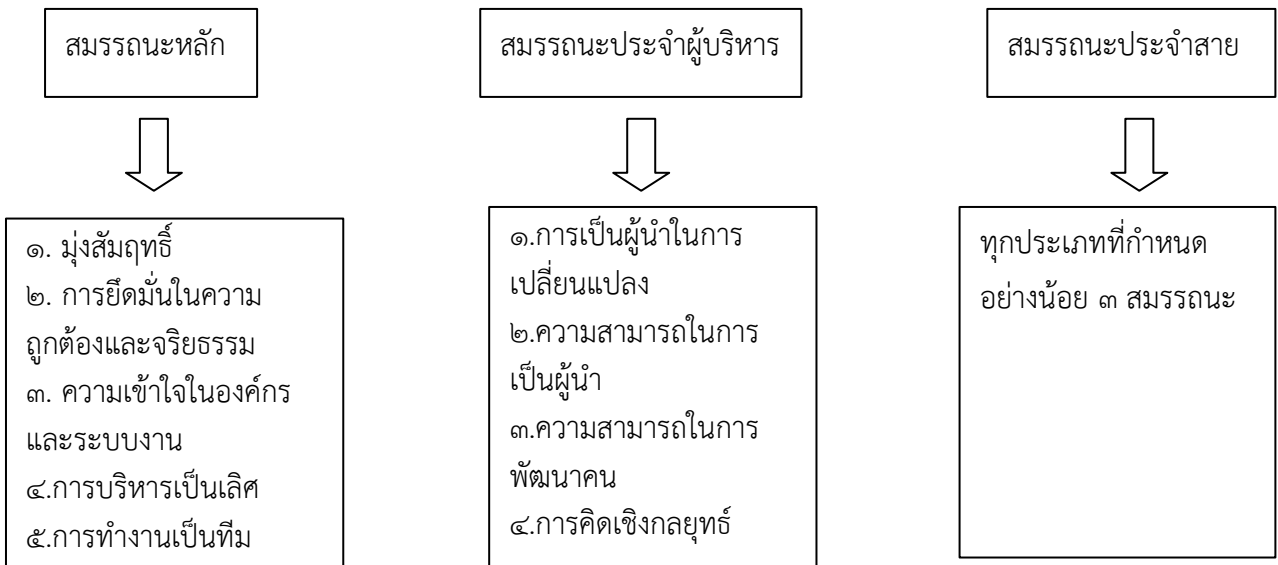 สมรรถนะหลัก
สมรรถนะประจำผู้บริหาร
สมรรถนะประจำสาย
๑. มุ่งสัมฤทธิ์
๒. การยึดมั่นในความ
ถูกต้องและจริยธรรม
๓. ความเข้าใจในองค์กร
และระบบงาน
๔.การบริหารเป็นเลิศ
๕.การทำงานเป็นทีม
๑.การเป็นผู้นำในการ
เปลี่ยนแปลง
๒.ความสามารถในการ
เป็นผู้นำ
๓.ความสามารถในการ
พัฒนาคน
๔.การคิดเชิงกลยุทธ์
ทุกประเภทที่กำหนด
อย่างน้อย ๓ สมรรถนะ